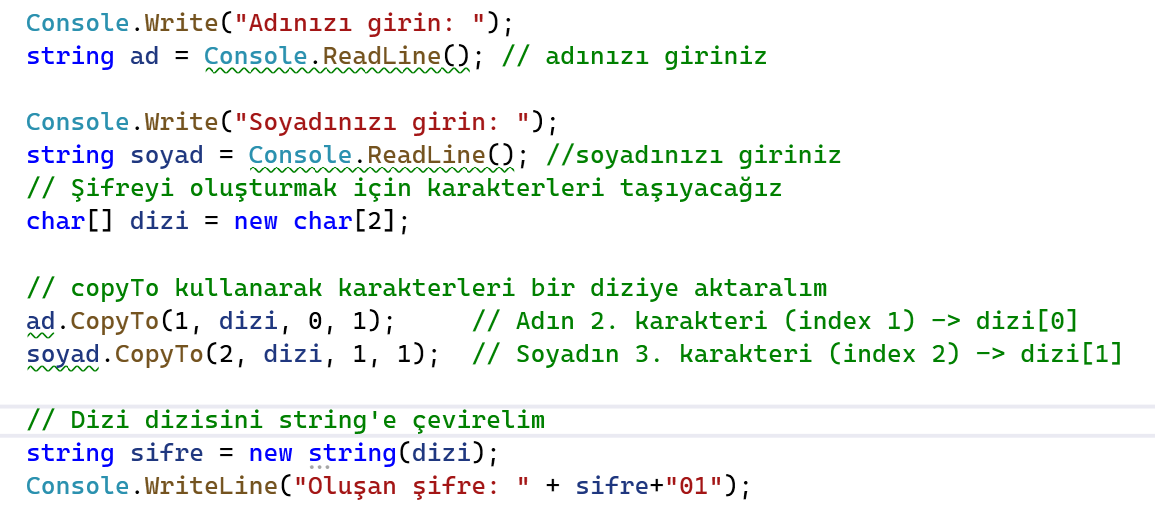 Console.Write("Adınızı girin: ");
string ad = Console.ReadLine(); // adınızı giriniz
Console.Write("Soyadınızı girin: ");
string soyad = Console.ReadLine(); //soyadınızı giriniz
// Şifreyi oluşturmak için karakterleri taşıyacağız
char[] dizi = new char[2];
// copyTo kullanarak karakterleri bir diziye aktaralım
ad.CopyTo(1, dizi, 0, 1);     // Adın 2. karakteri (index 1) -> dizi[0]
soyad.CopyTo(2, dizi, 1, 1);  // Soyadın 3. karakteri (index 2) -> dizi[1]
// Dizi dizisini string'e çevirelim
string sifre = new string(dizi);
Console.WriteLine("Oluşan şifre: " + sifre+"01");